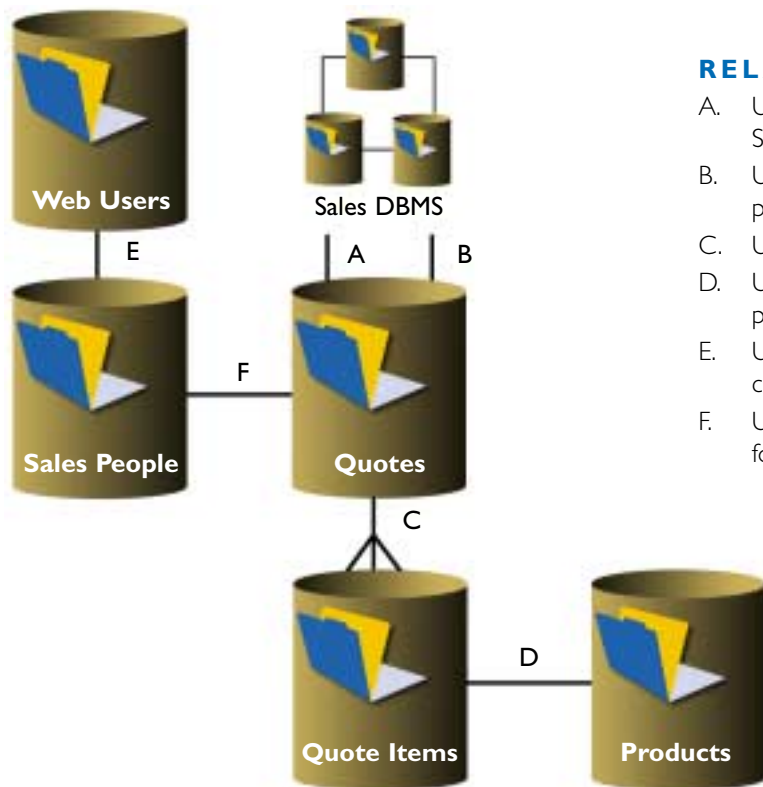 Web Users
Sales DBMS
E
A
B
Sales People
F
Quotes
C
Quote Items
D
Products
REL
A. U
S
B. U
p
C. U
D. U
p
E. U
c
F. U
fo